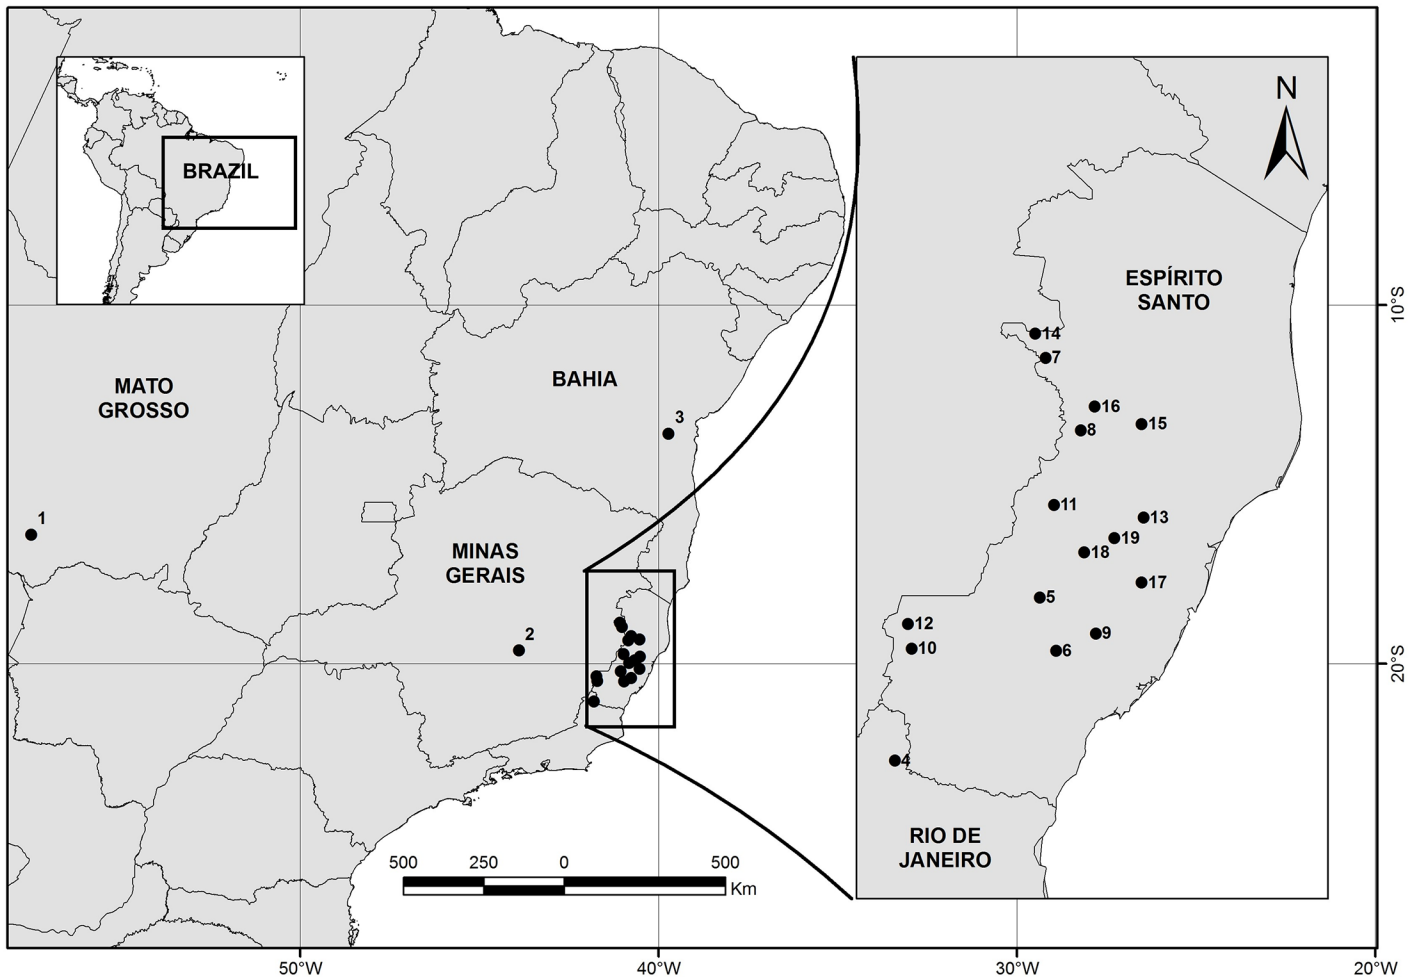 BRAZIL
N
ESPÍRITO
SANTO
10°S
14
7
MATO
GROSSO
BAHIA
16
15
3
8
11
1
13
19
MINAS
GERAIS
18
17
5
12
2
9
10
6
20°S
4
RIO DE
JANEIRO
500 250 0 500
Km
50°W 40°W 30°W 20°W